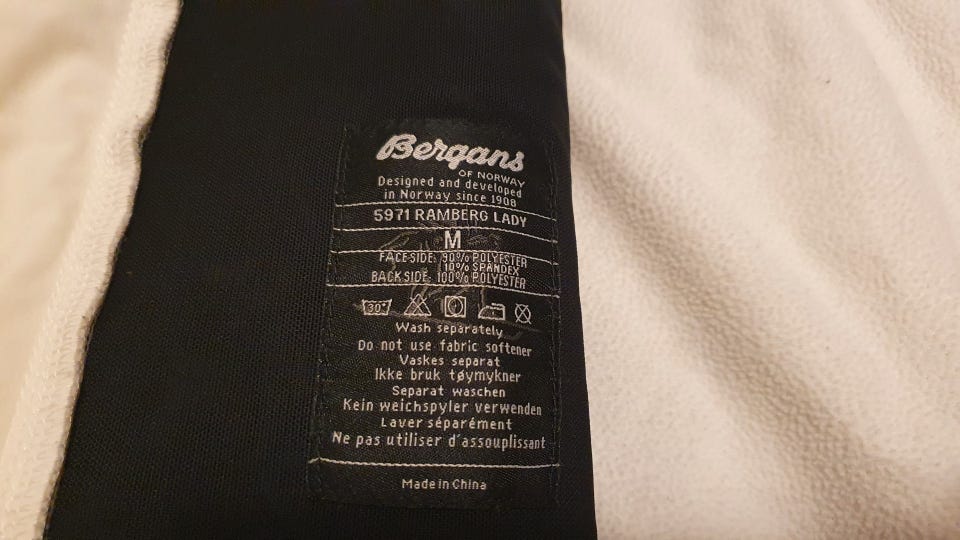 Bergans
OF NORWAY
Designed and developed
in Norway since 1908
5971 RAMBERG LADY
M
FACE SIDE: 90% POLYESTER
10% SPANDEX
BACK SIDE: 100% POLYESTER
30°
Wash separately
Do not use fabric softener
Vaskes separat
Ikke bruk tøymykner
Separat waschen
Kein weichspyler verwenden
Laver séparément
Ne pas utiliser d'assouplissant
Made in China